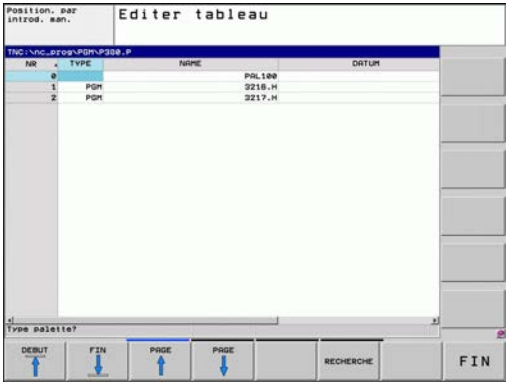 Position. par
introd. man.
Editer tableau
TNC:\nc_prog\PGM\P380.P
NR TYPE NAME DATUM
0 PAL100
1 PGM 3216.H
2 PGM 3217.H
Type palette?
DEBUT FIN PAGE PAGE RECHERCHE FIN